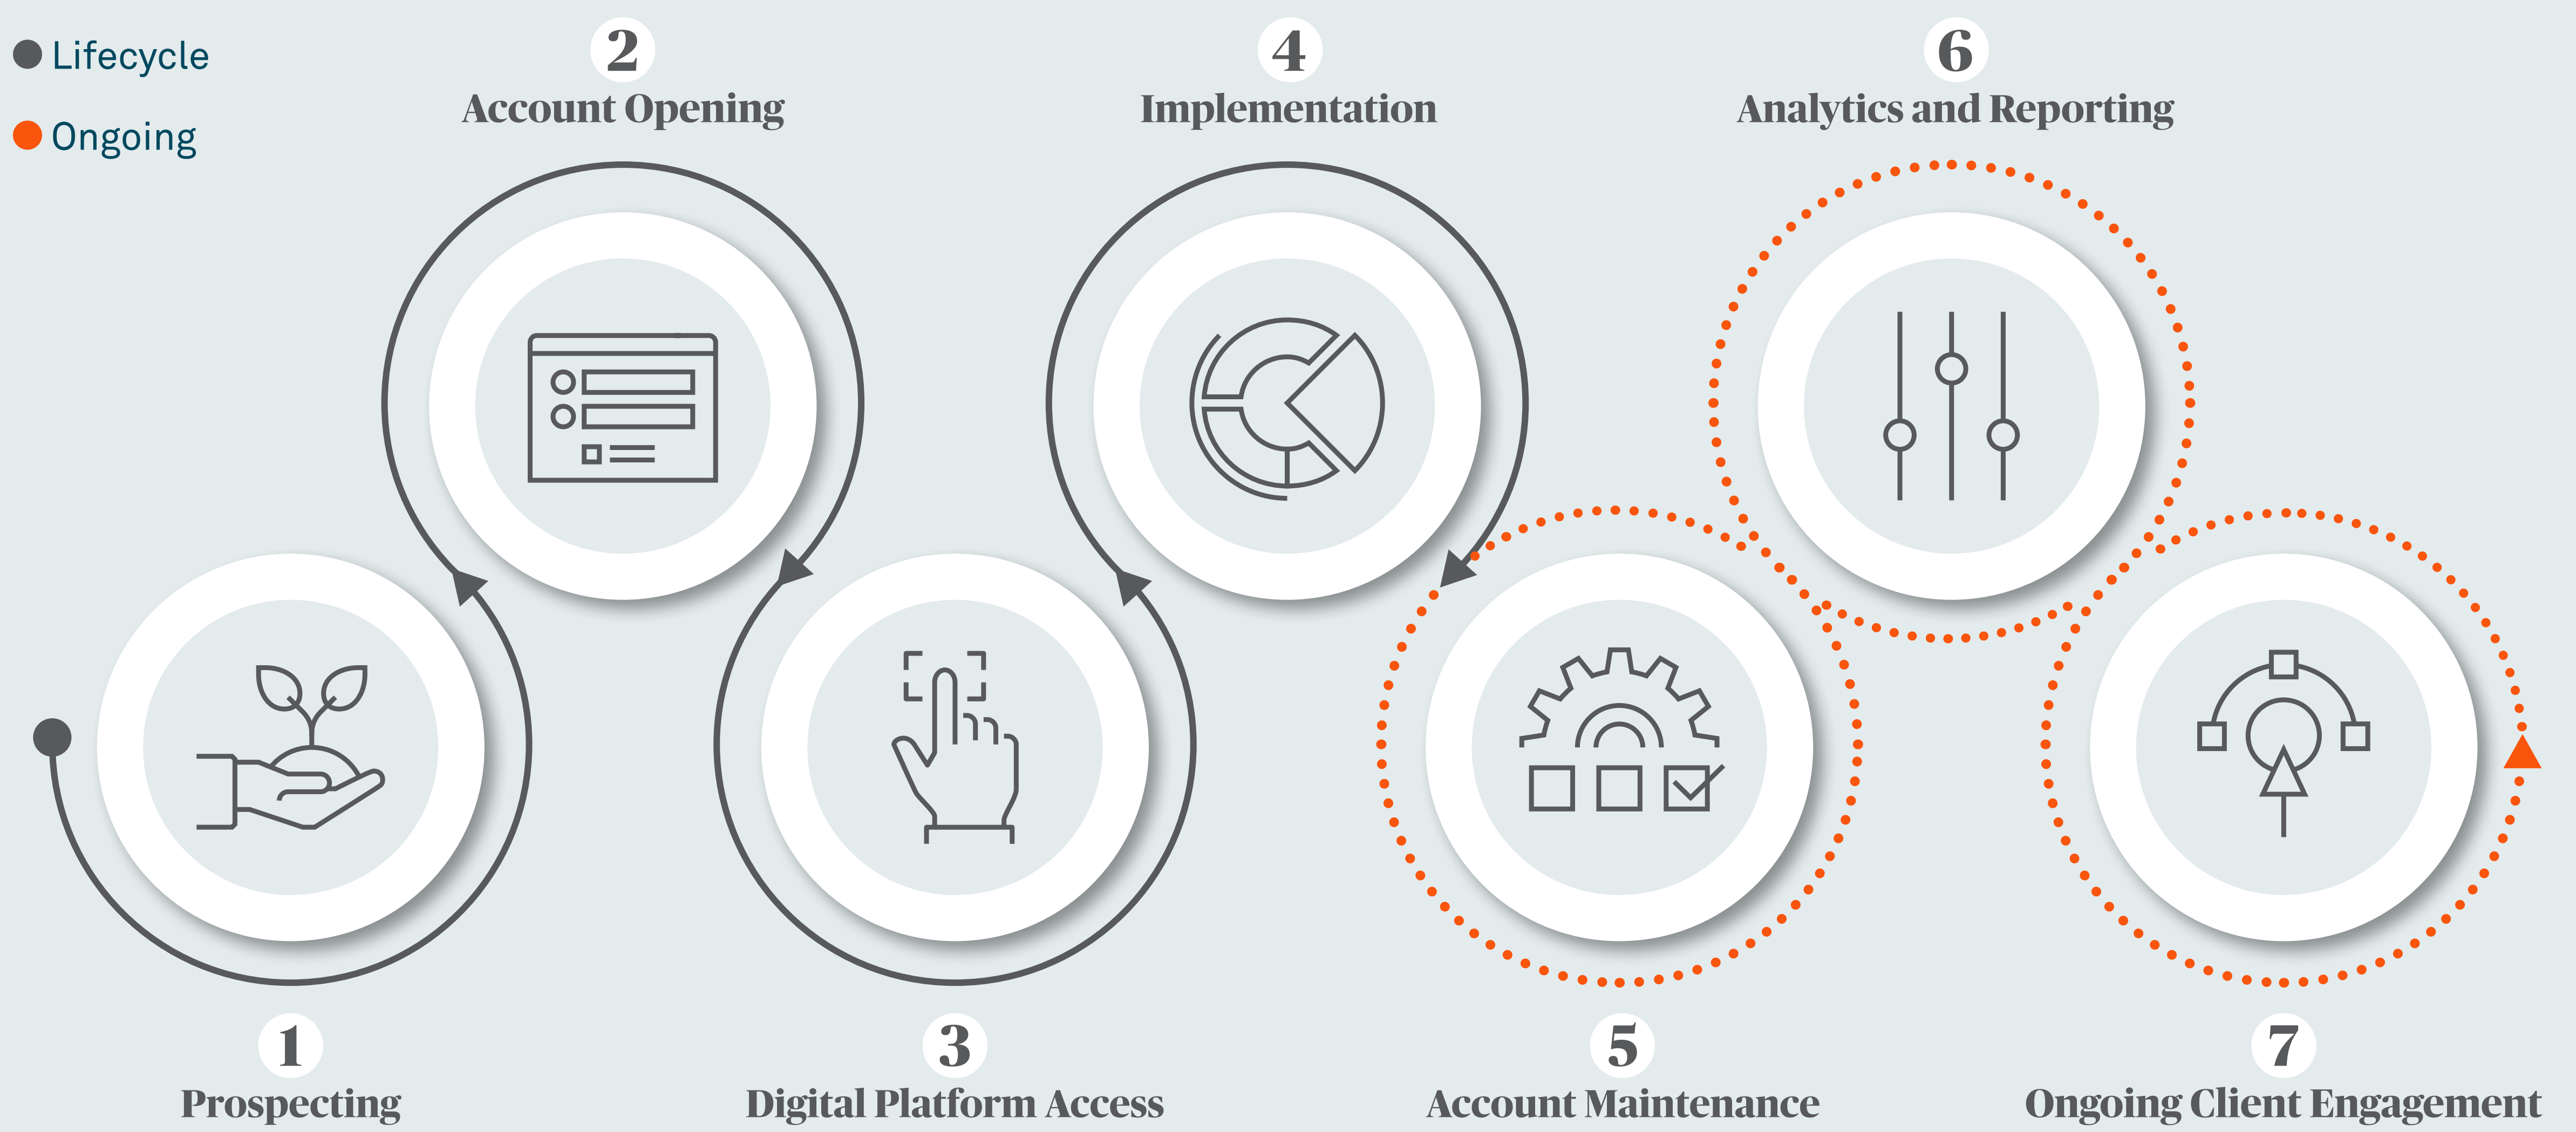 Lifecycle
Ongoing
1
Prospecting
2
Account Opening
3
Digital Platform Access
4
Implementation
5
Account Maintenance
6
Analytics and Reporting
7
Ongoing Client Engagement